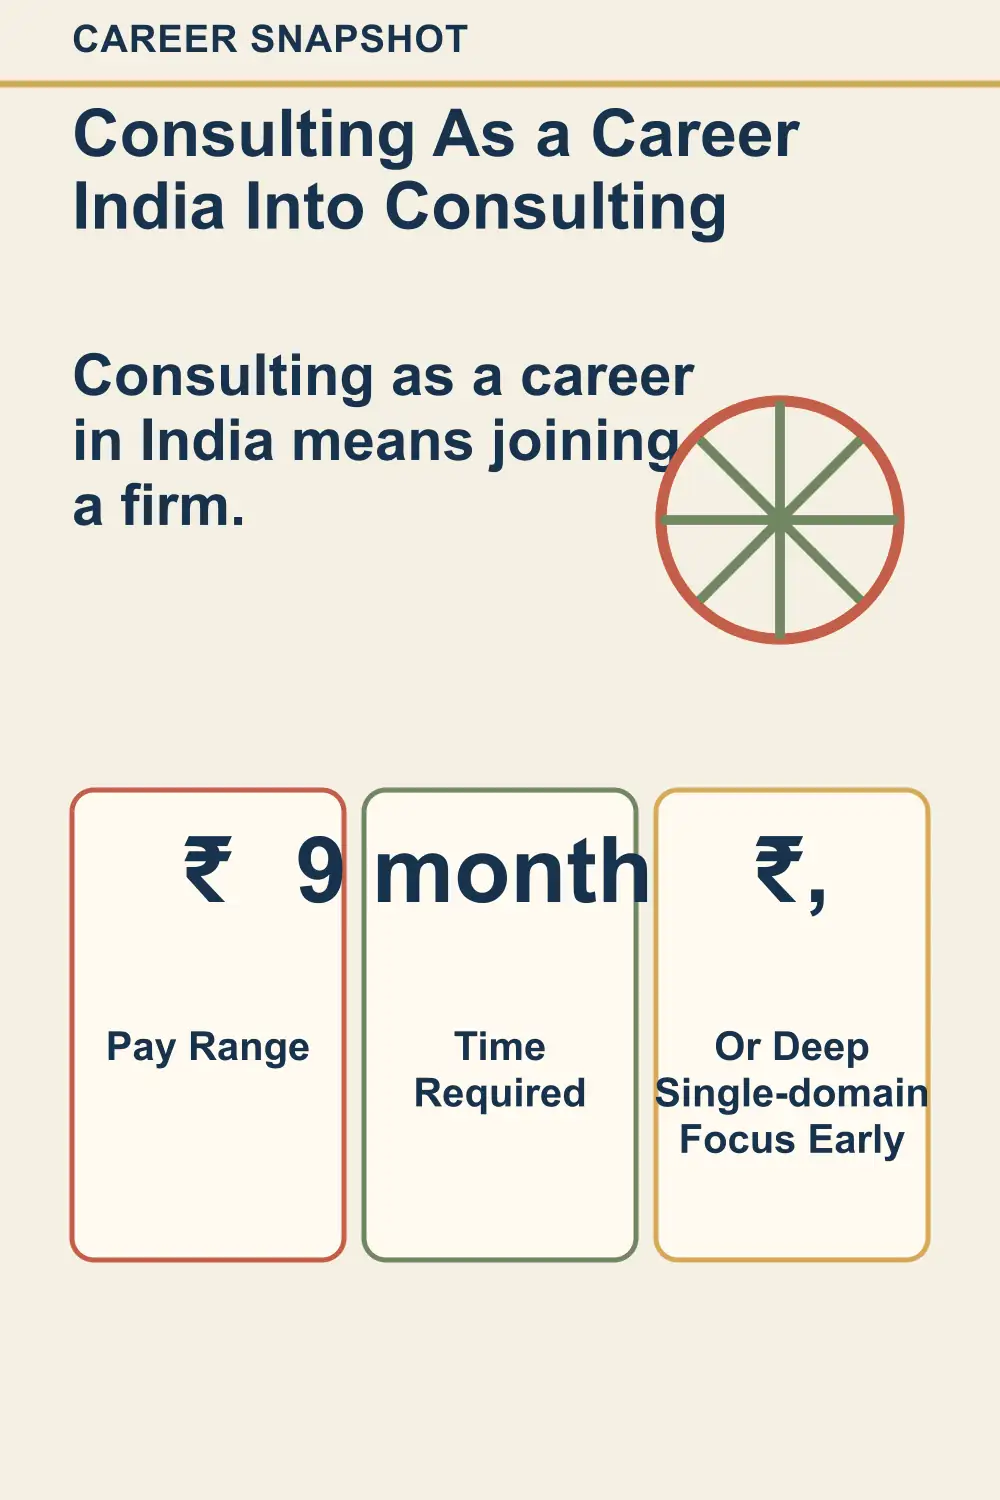 CAREER SNAPSHOT
Consulting As a Career
India Into Consulting
Consulting as a career
in India means joining
a firm.
₹
9 month
₹,
Pay Range
Time
Required
Or Deep
Single-domain
Focus Early